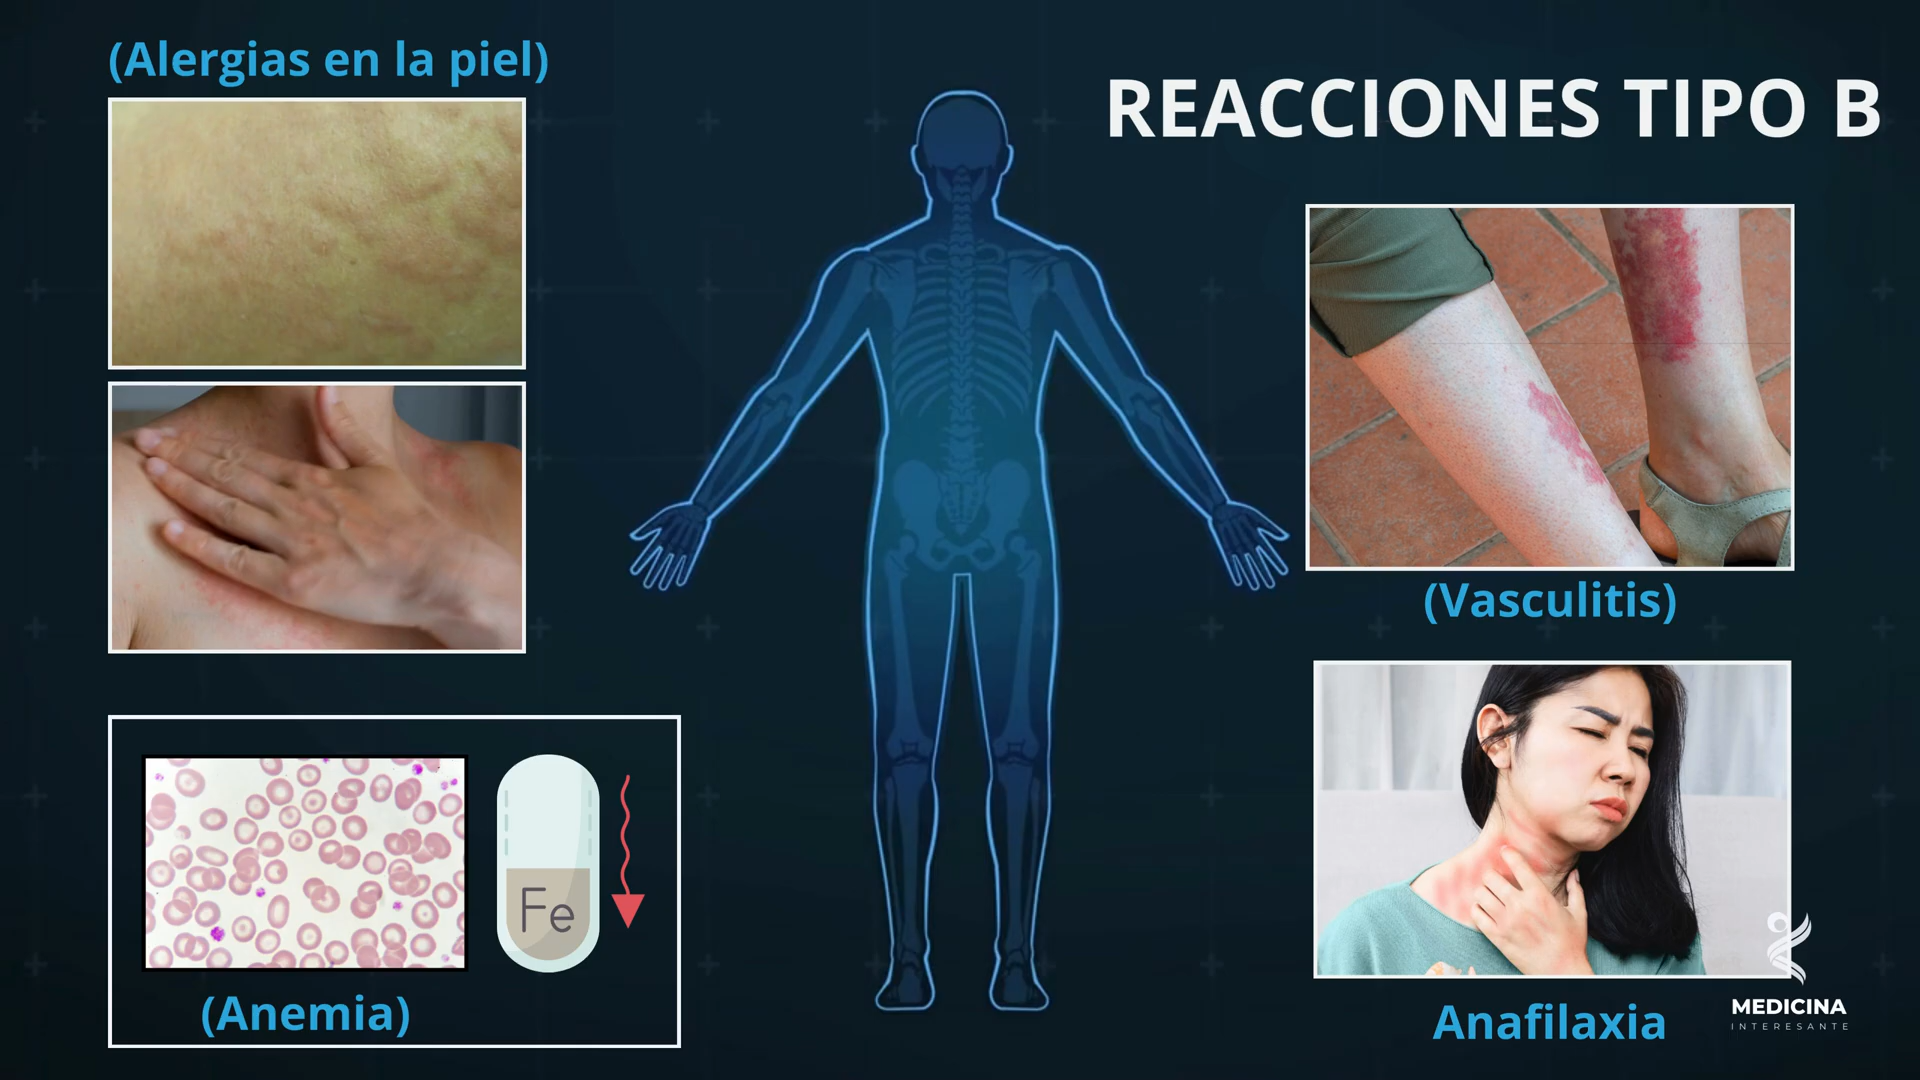 (Alergias en la piel)
REACCIONES TIPO B
(Vasculitis)
Fe
(Anemia)
Anafilaxia
MEDICINA
INTERESANTE